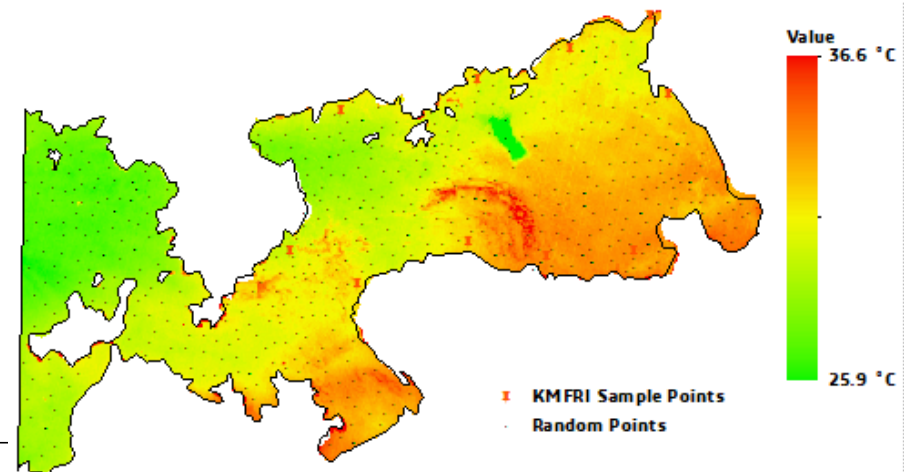 Value
36.6 °C
25.9 °C
KMFRI Sample Points
Random Points